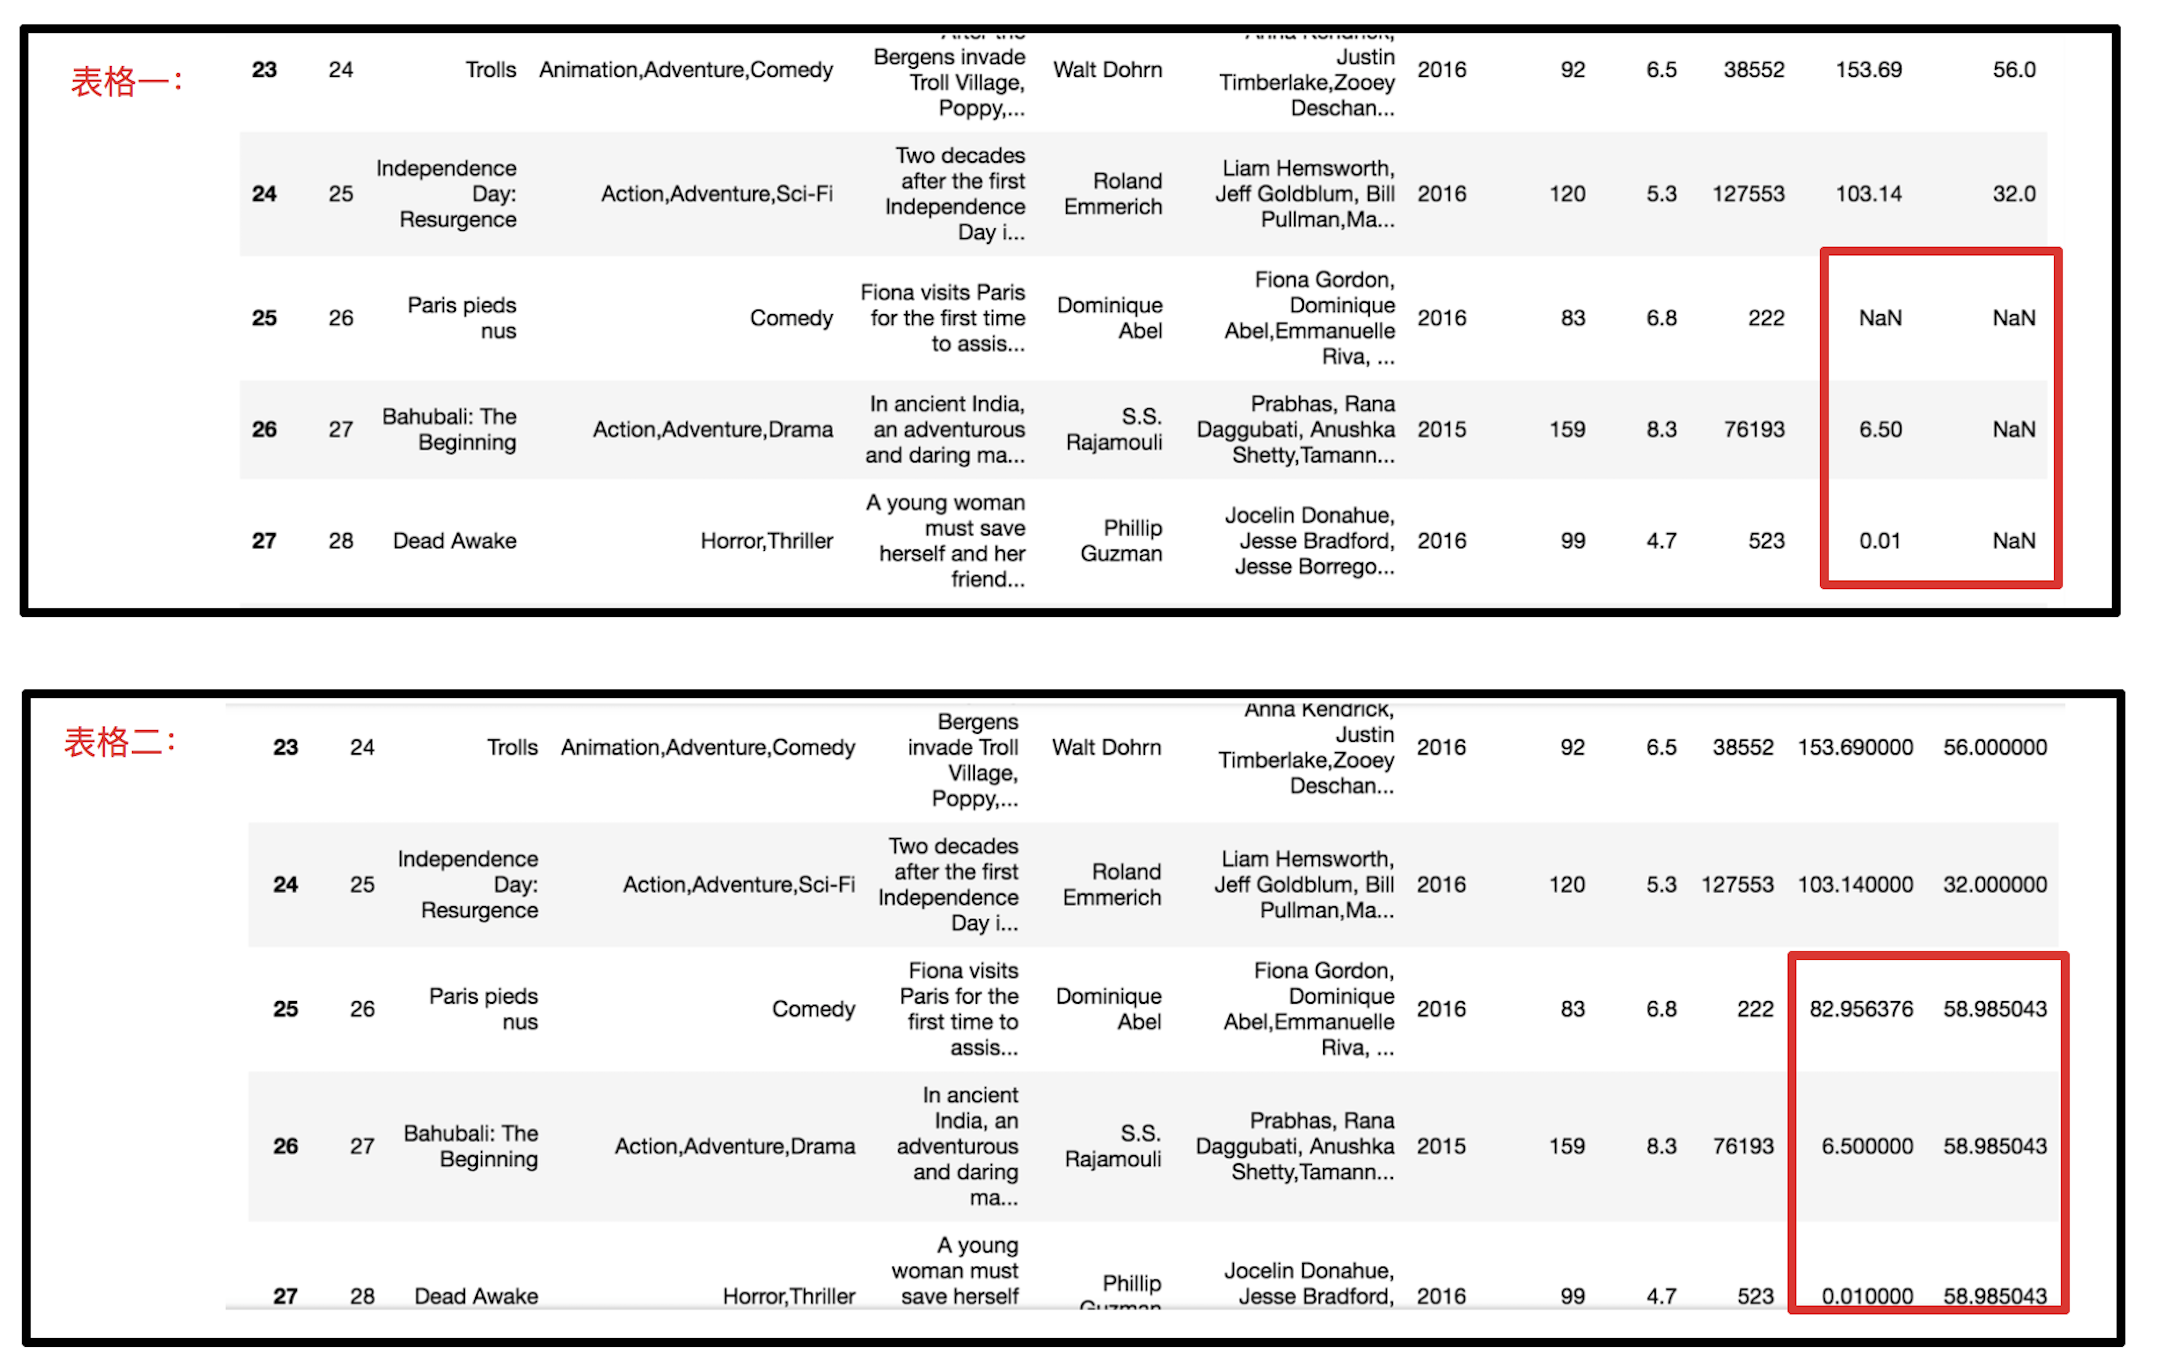 表格一：
23 24 Trolls Animation,Adventure,Comedy Bergens invade Troll Village, Poppy,... Walt Dohrn Anna Kendrick, Justin Timberlake,Zooey Deschan... 2016 92 6.5 38552 153.69 56.0
24 25 Independence Day: Resurgence Action,Adventure,Sci-Fi Two decades after the first Independence Day i... Roland Emmerich Liam Hemsworth, Jeff Goldblum, Bill Pullman,Ma... 2016 120 5.3 127553 103.14 32.0
25 26 Paris pieds nus Comedy Fiona visits Paris for the first time to assis... Dominique Abel Fiona Gordon, Dominique Abel,Emmanuelle Riva, ... 2016 83 6.8 222 NaN NaN
26 27 Bahubali: The Beginning Action,Adventure,Drama In ancient India, an adventurous and daring ma... S.S. Rajamouli Prabhas, Rana Daggubati, Anushka Shetty,Tamann... 2015 159 8.3 76193 6.50 NaN
27 28 Dead Awake Horror,Thriller A young woman must save herself and her friend... Phillip Guzman Jocelin Donahue, Jesse Bradford, Jesse Borrego... 2016 99 4.7 523 0.01 NaN
表格二：
23 24 Trolls Animation,Adventure,Comedy Bergens invade Troll Village, Poppy,... Walt Dohrn Anna Kendrick, Justin Timberlake,Zooey Deschan... 2016 92 6.5 38552 153.690000 56.000000
24 25 Independence Day: Resurgence Action,Adventure,Sci-Fi Two decades after the first Independence Day i... Roland Emmerich Liam Hemsworth, Jeff Goldblum, Bill Pullman,Ma... 2016 120 5.3 127553 103.140000 32.000000
25 26 Paris pieds nus Comedy Fiona visits Paris for the first time to assis... Dominique Abel Fiona Gordon, Dominique Abel,Emmanuelle Riva, ... 2016 83 6.8 222 82.956376 58.985043
26 27 Bahubali: The Beginning Action,Adventure,Drama In ancient India, an adventurous and daring ma... S.S. Rajamouli Prabhas, Rana Daggubati, Anushka Shetty,Tamann... 2015 159 8.3 76193 6.500000 58.985043
27 28 Dead Awake Horror,Thriller A young woman must save herself Phillip Guzman Jocelin Donahue, Jesse Bradford, 2016 99 4.7 523 0.010000 58.985043